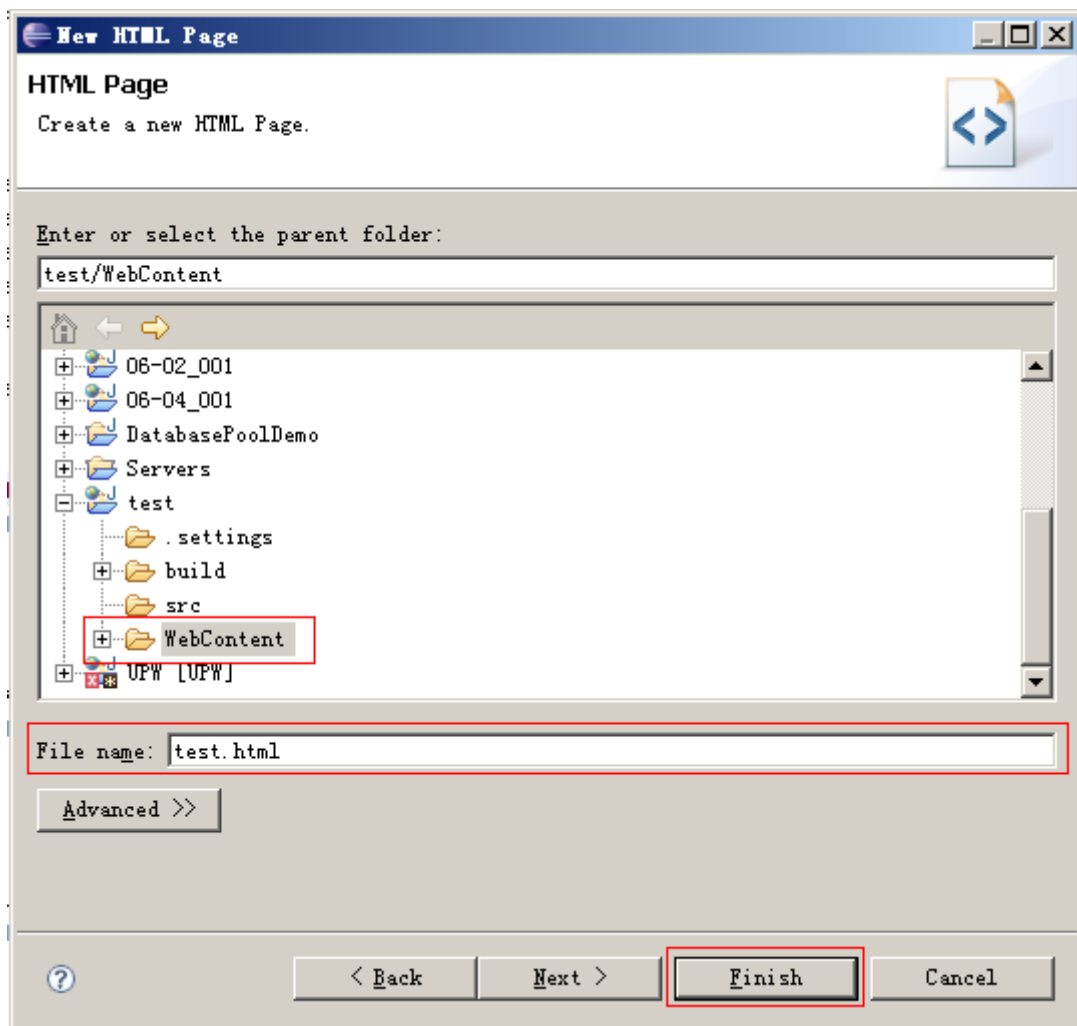 New HTML Page
HTML Page
Create a new HTML Page.
Enter or select the parent folder:
test/WebContent
06-02_001
06-04_001
DatabasePoolDemo
Servers
test
.settings
build
src
WebContent
UPW [UPW]
File name: test.html
Advanced >>
< Back Next > Finish Cancel